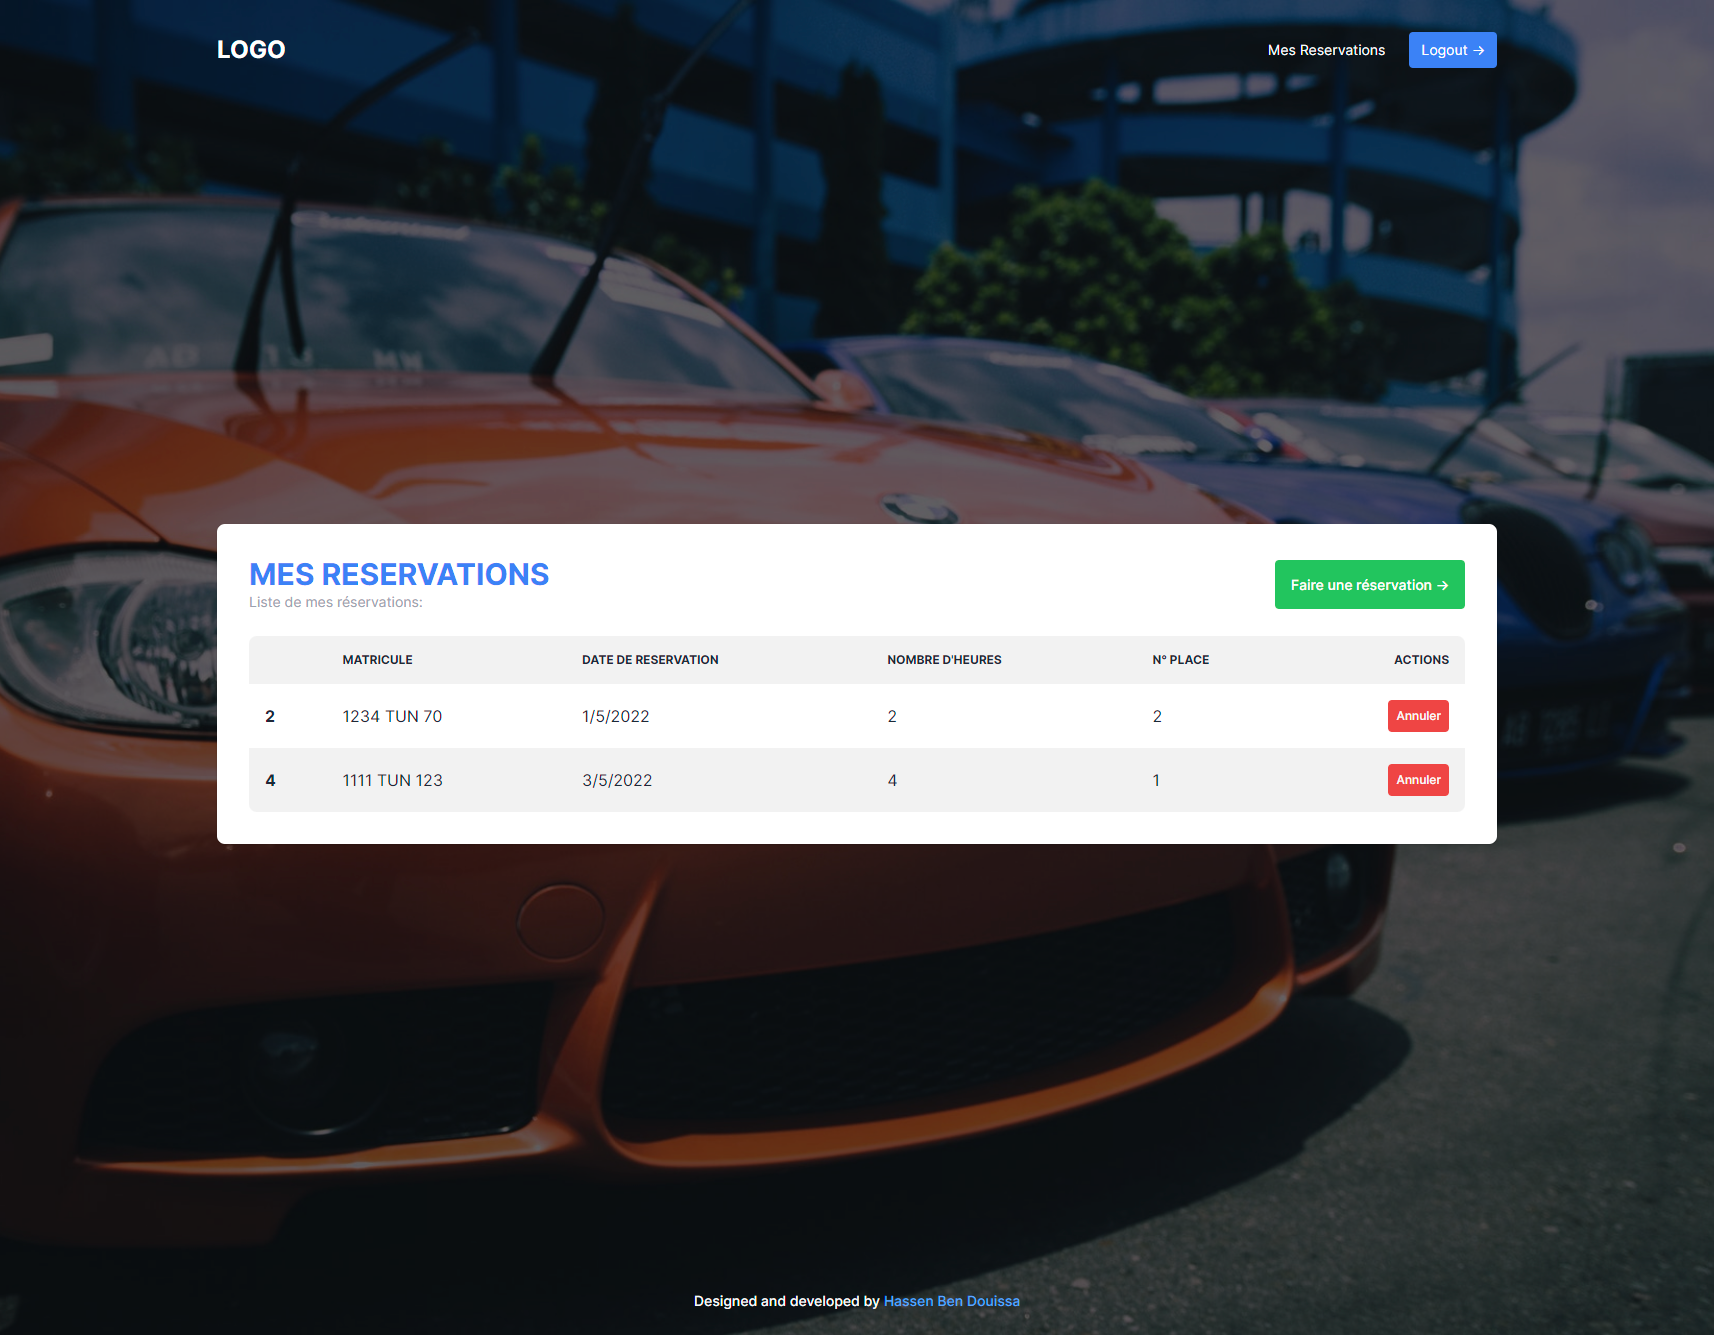 LOGO
Mes Reservations
Logout →
MES RESERVATIONS
Liste de mes réservations:
Faire une réservation →
MATRICULE DATE DE RESERVATION NOMBRE D'HEURES N° PLACE ACTIONS
2 1234 TUN 70 1/5/2022 2 2 Annuler
4 1111 TUN 123 3/5/2022 4 1 Annuler
Designed and developed by Hassen Ben Douissa